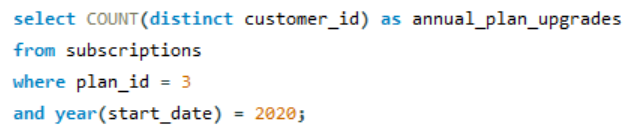 select COUNT(distinct customer_id) as annual_plan_upgrades
from subscriptions
where plan_id = 3
and year(start_date) = 2020;